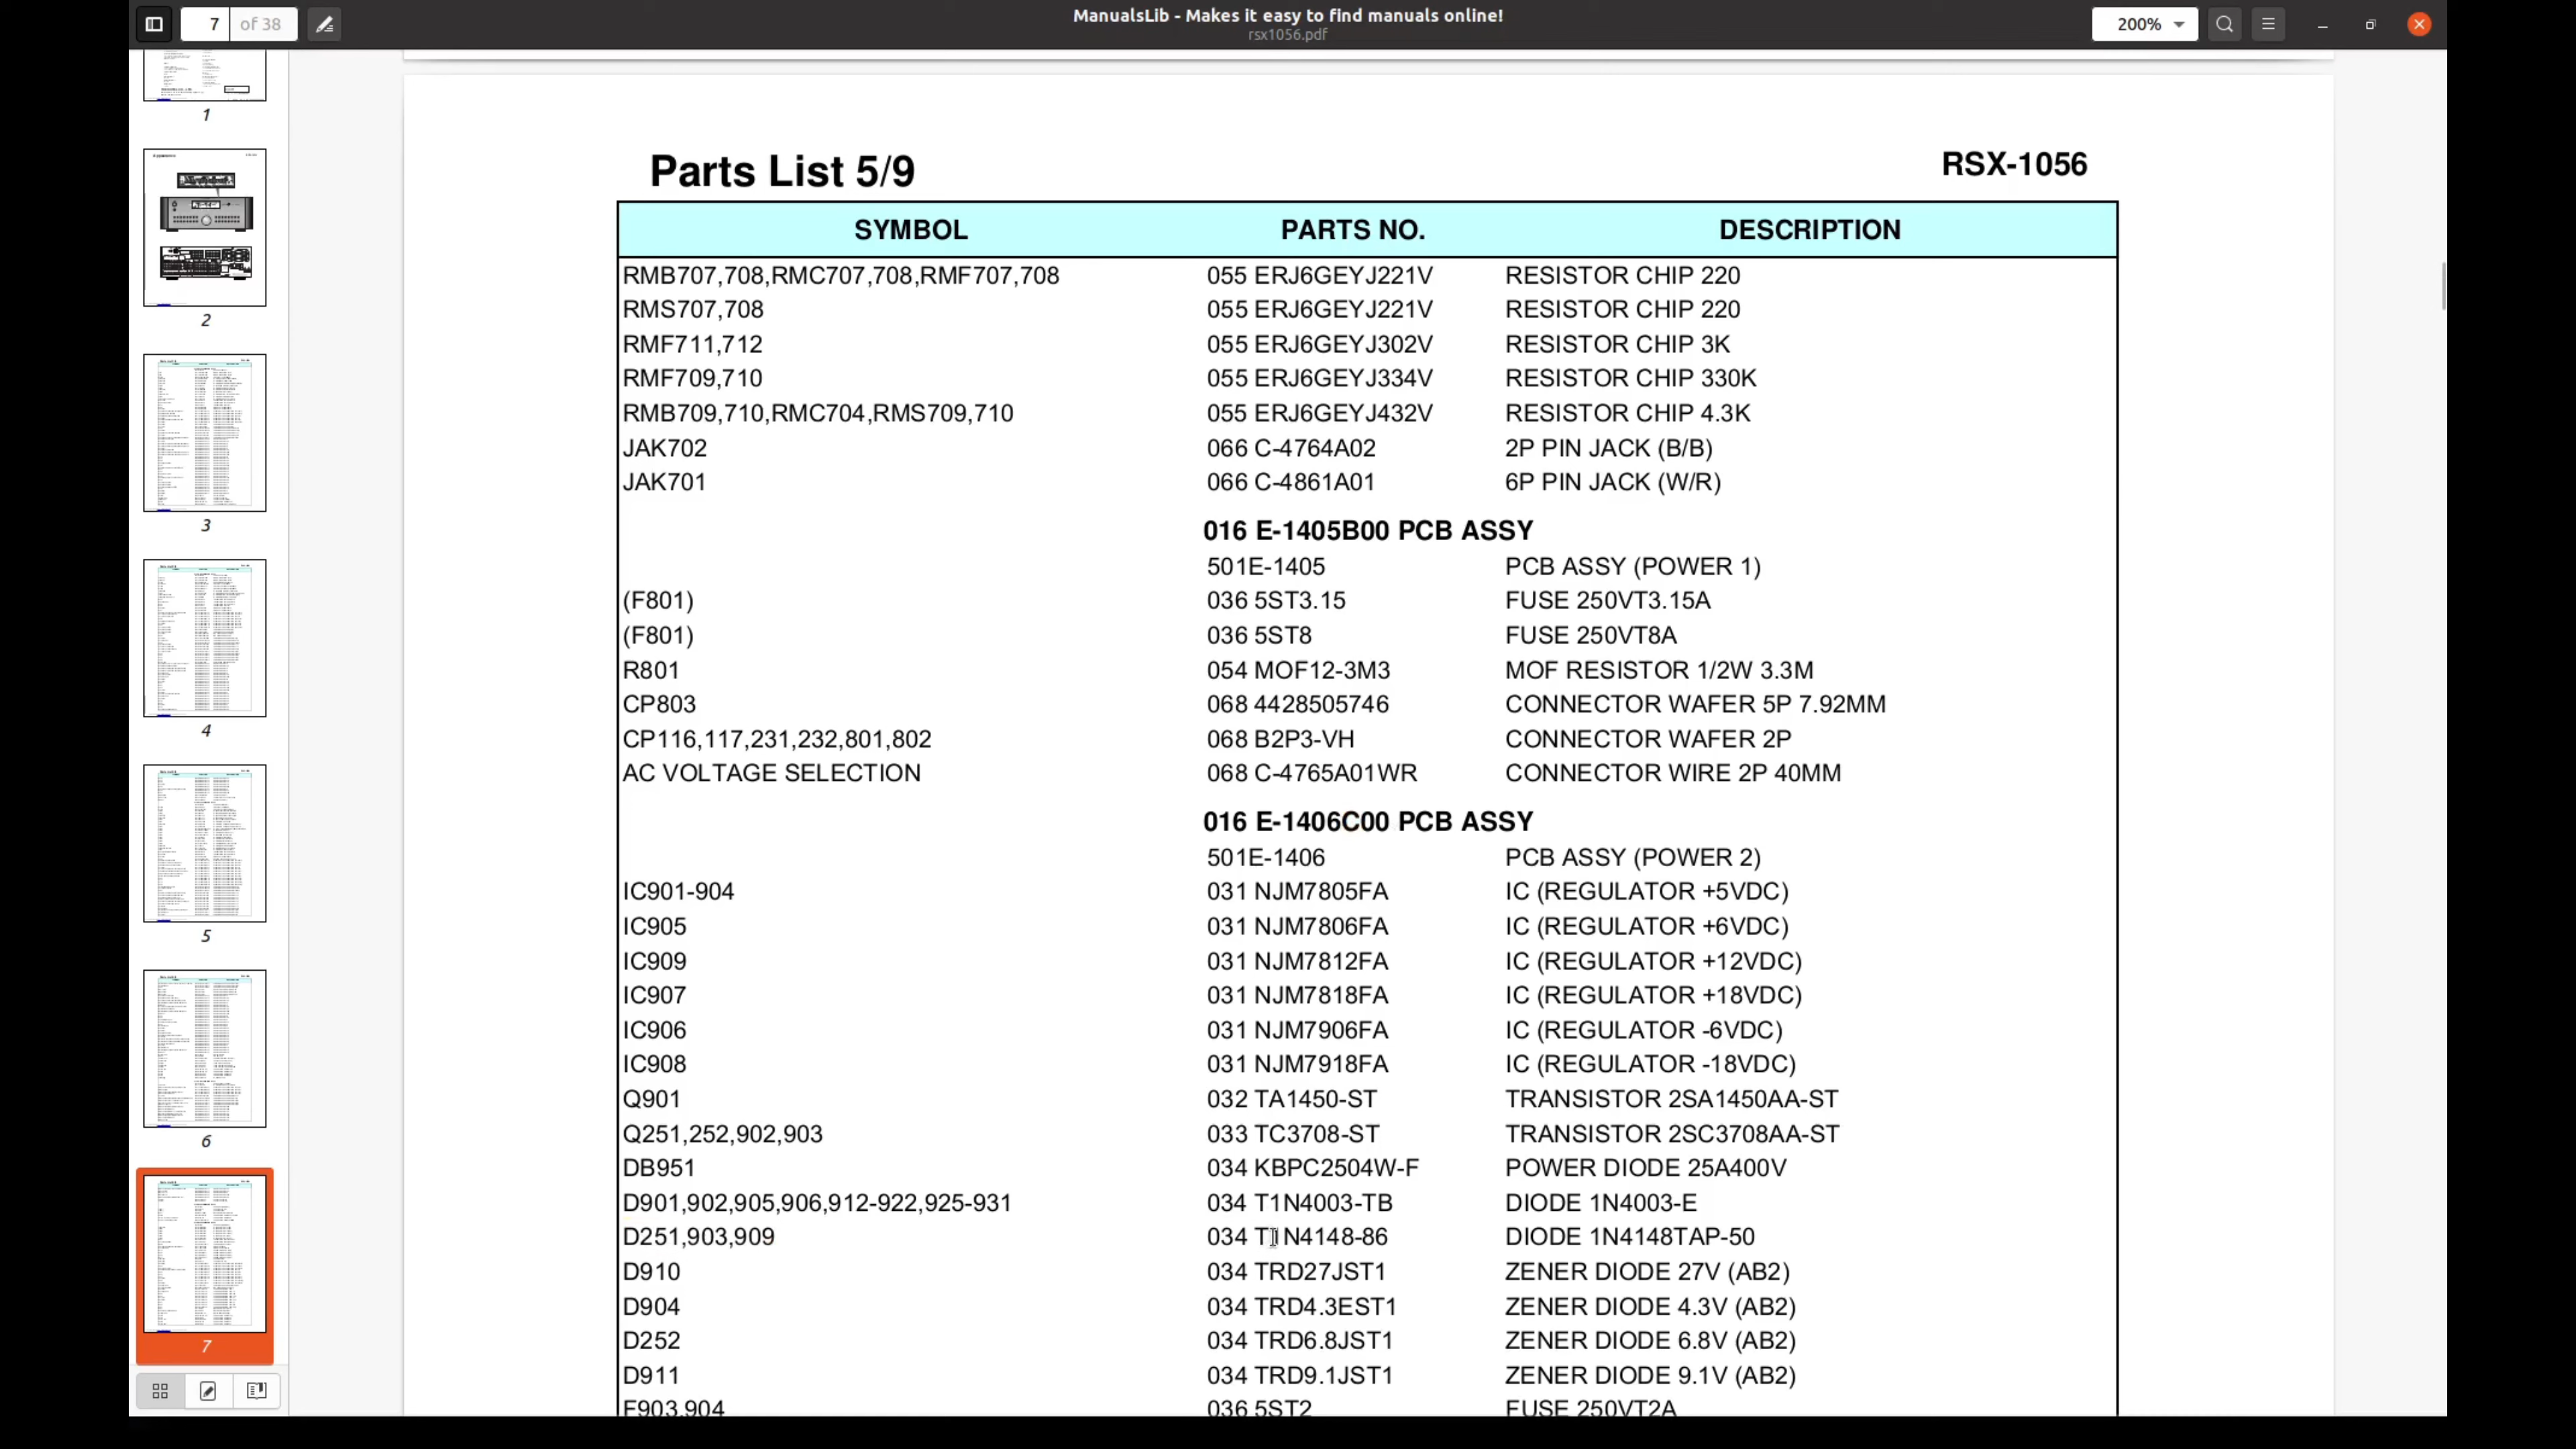 7 of 38
ManualsLib - Makes it easy to find manuals online!
rsx1056.pdf
200%
1
2
3
4
5
6
7
Parts List 5/9 RSX-1056
SYMBOL PARTS NO. DESCRIPTION
RMB707,708,RMC707,708,RMF707,708 055 ERJ6GEYJ221V RESISTOR CHIP 220
RMS707,708 055 ERJ6GEYJ221V RESISTOR CHIP 220
RMF711,712 055 ERJ6GEYJ302V RESISTOR CHIP 3K
RMF709,710 055 ERJ6GEYJ334V RESISTOR CHIP 330K
RMB709,710,RMC704,RMS709,710 055 ERJ6GEYJ432V RESISTOR CHIP 4.3K
JAK702 066 C-4764A02 2P PIN JACK (B/B)
JAK701 066 C-4861A01 6P PIN JACK (W/R)
016 E-1405B00 PCB ASSY
501E-1405 PCB ASSY (POWER 1)
(F801) 036 5ST3.15 FUSE 250VT3.15A
(F801) 036 5ST8 FUSE 250VT8A
R801 054 MOF12-3M3 MOF RESISTOR 1/2W 3.3M
CP803 068 4428505746 CONNECTOR WAFER 5P 7.92MM
CP116,117,231,232,801,802 068 B2P3-VH CONNECTOR WAFER 2P
AC VOLTAGE SELECTION 068 C-4765A01WR CONNECTOR WIRE 2P 40MM
016 E-1406C00 PCB ASSY
501E-1406 PCB ASSY (POWER 2)
IC901-904 031 NJM7805FA IC (REGULATOR +5VDC)
IC905 031 NJM7806FA IC (REGULATOR +6VDC)
IC909 031 NJM7812FA IC (REGULATOR +12VDC)
IC907 031 NJM7818FA IC (REGULATOR +18VDC)
IC906 031 NJM7906FA IC (REGULATOR -6VDC)
IC908 031 NJM7918FA IC (REGULATOR -18VDC)
Q901 032 TA1450-ST TRANSISTOR 2SA1450AA-ST
Q251,252,902,903 033 TC3708-ST TRANSISTOR 2SC3708AA-ST
DB951 034 KBPC2504W-F POWER DIODE 25A400V
D901,902,905,906,912-922,925-931 034 T1N4003-TB DIODE 1N4003-E
D251,903,909 034 T1N4148-86 DIODE 1N4148TAP-50
D910 034 TRD27JST1 ZENER DIODE 27V (AB2)
D904 034 TRD4.3EST1 ZENER DIODE 4.3V (AB2)
D252 034 TRD6.8JST1 ZENER DIODE 6.8V (AB2)
D911 034 TRD9.1JST1 ZENER DIODE 9.1V (AB2)
F903,904 036 5ST2 FUSE 250VT2A